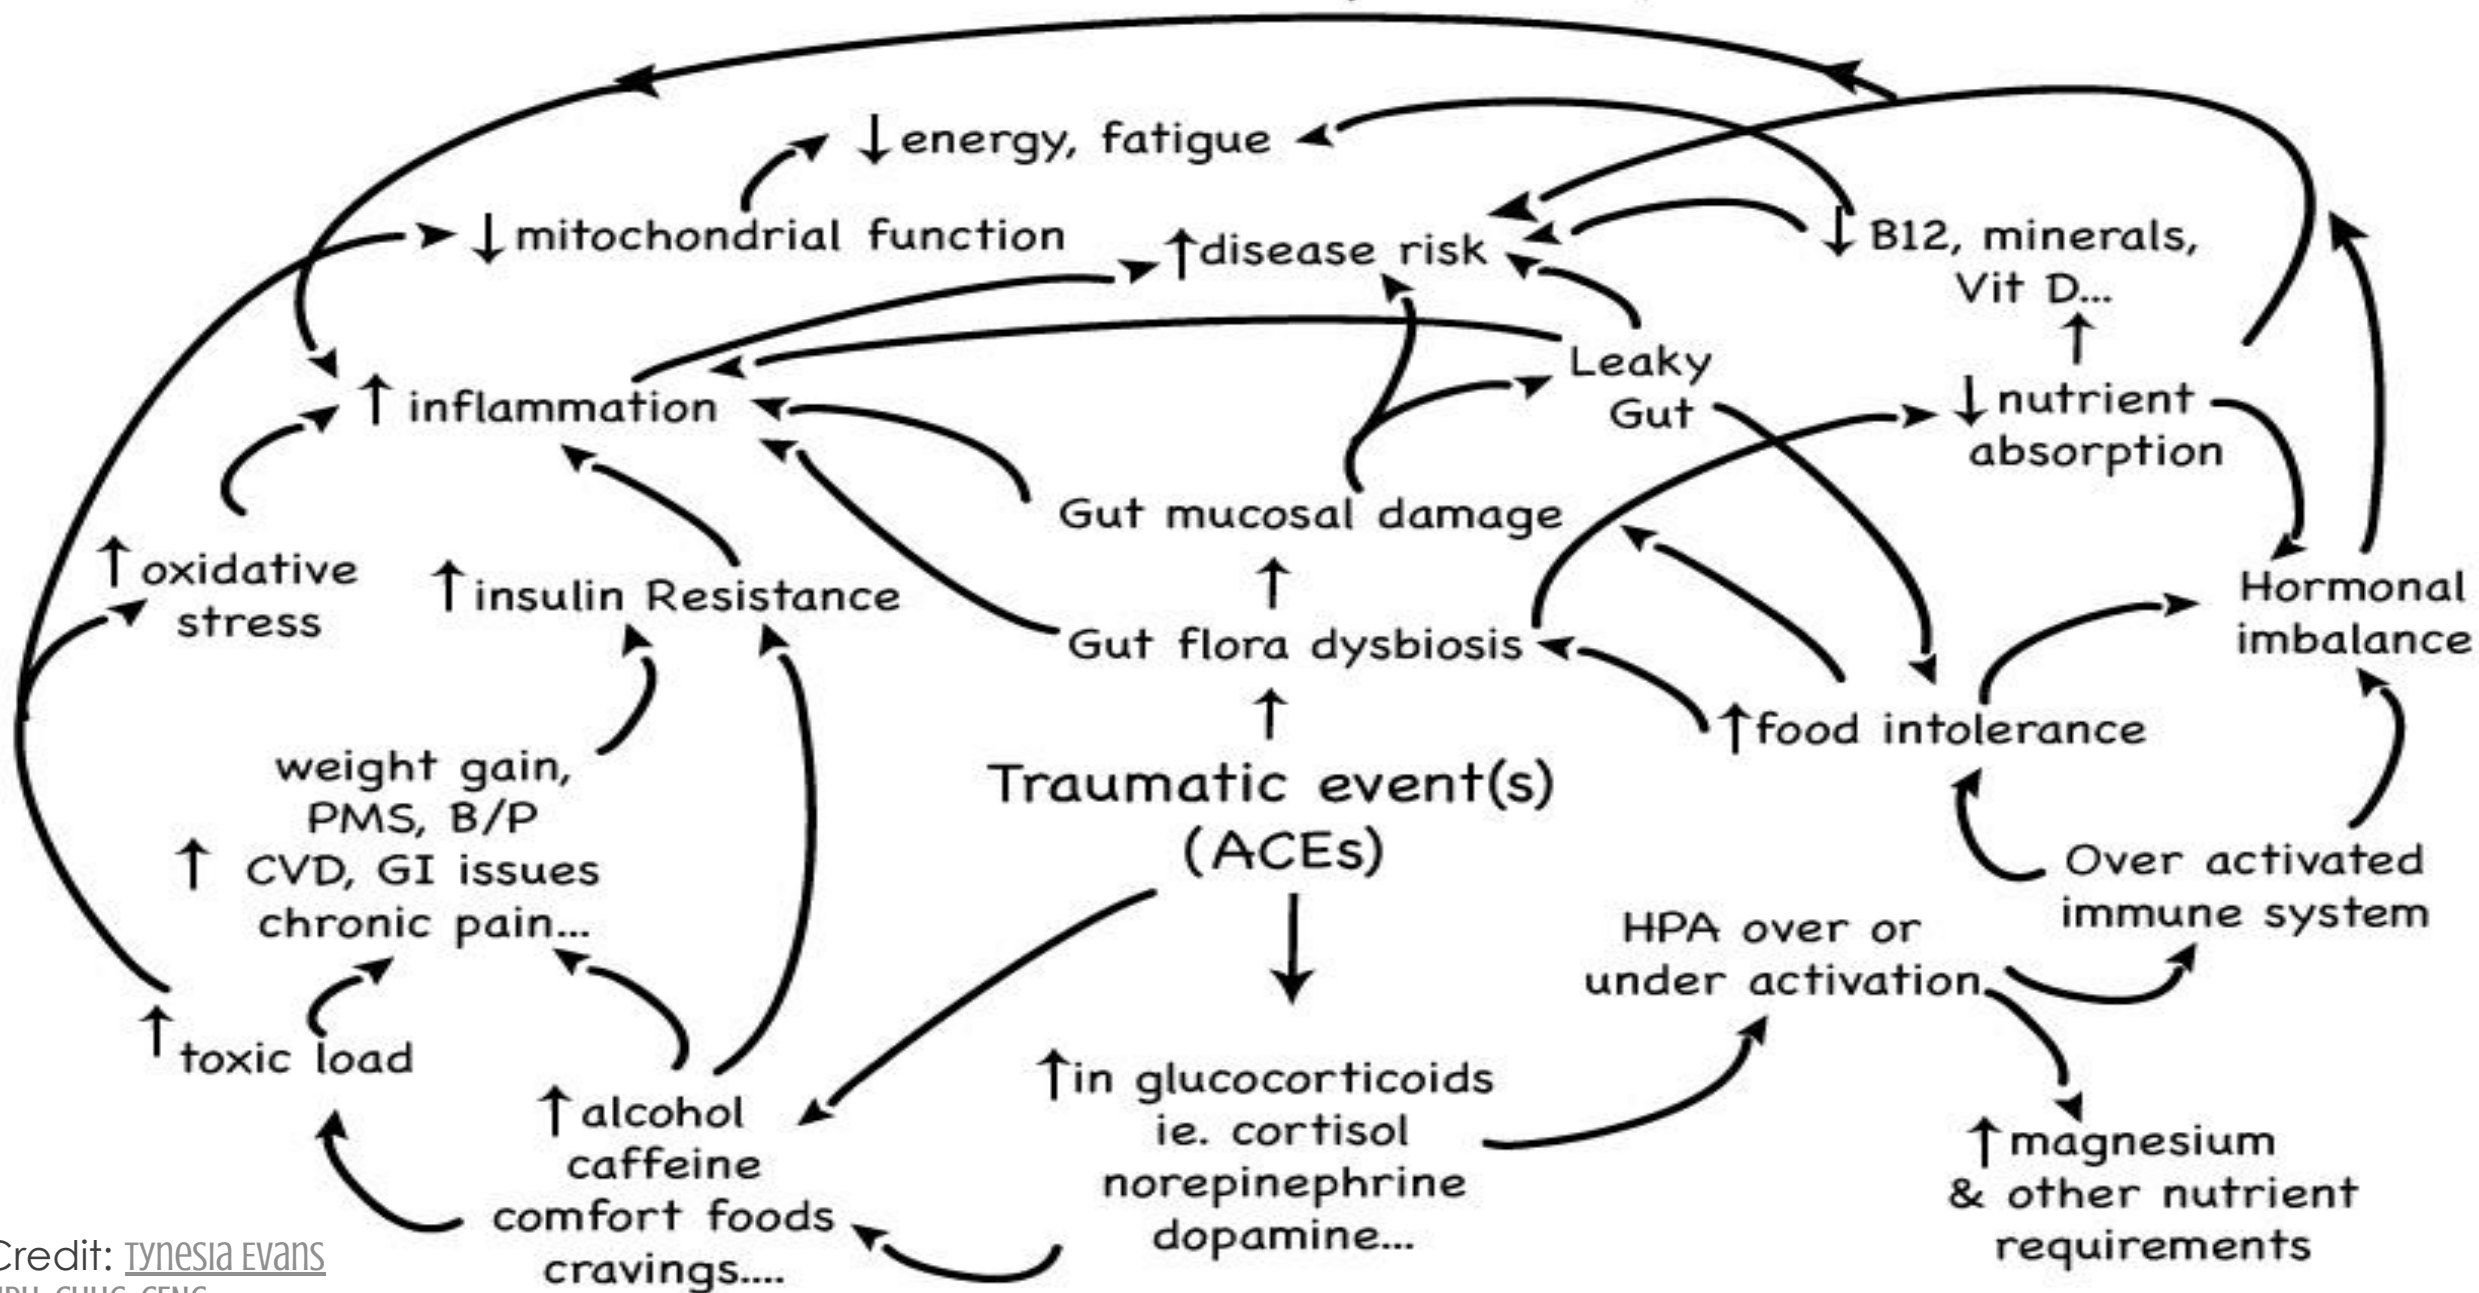 ↓ energy, fatigue
↓ mitochondrial function
↑ disease risk
↓ B12, minerals,
Vit D...
↑ inflammation
Leaky
Gut
↓ nutrient
absorption
Gut mucosal damage
↑ oxidative
stress
↑ insulin Resistance
Gut flora dysbiosis
Hormonal
imbalance
↑ food intolerance
weight gain,
PMS, B/P
↑ CVD, GI issues
chronic pain...
Traumatic event(s)
(ACEs)
Over activated
immune system
HPA over or
under activation
↑ toxic load
↑ alcohol
caffeine
comfort foods
cravings....
↑ in glucocorticoids
ie. cortisol
norepinephrine
dopamine...
↑ magnesium
& other nutrient
requirements
Credit: Tynesia Evans